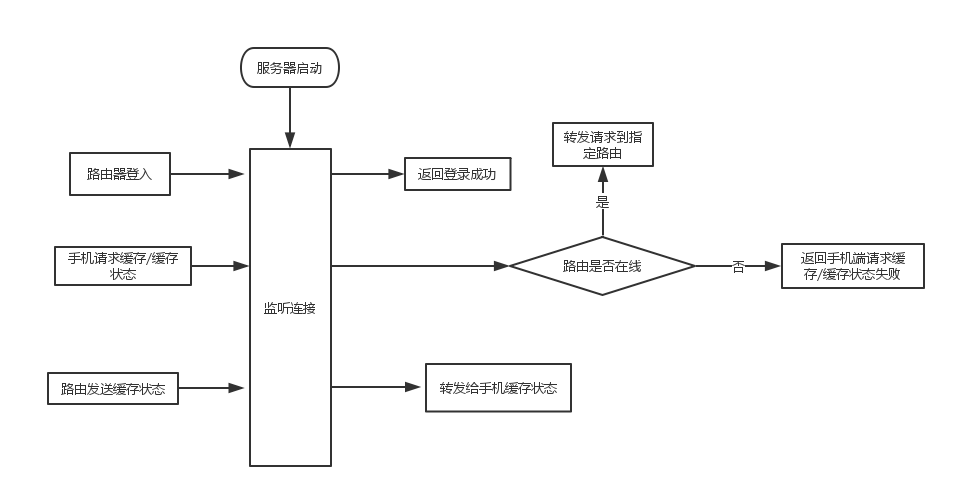 服务器启动
转发请求到指
定路由
路由器登入
返回登录成功
是
手机请求缓存/缓存
状态
路由是否在线
否
返回手机端请求缓
存/缓存状态失败
监听连接
路由发送缓存状态
转发给手机缓存状态